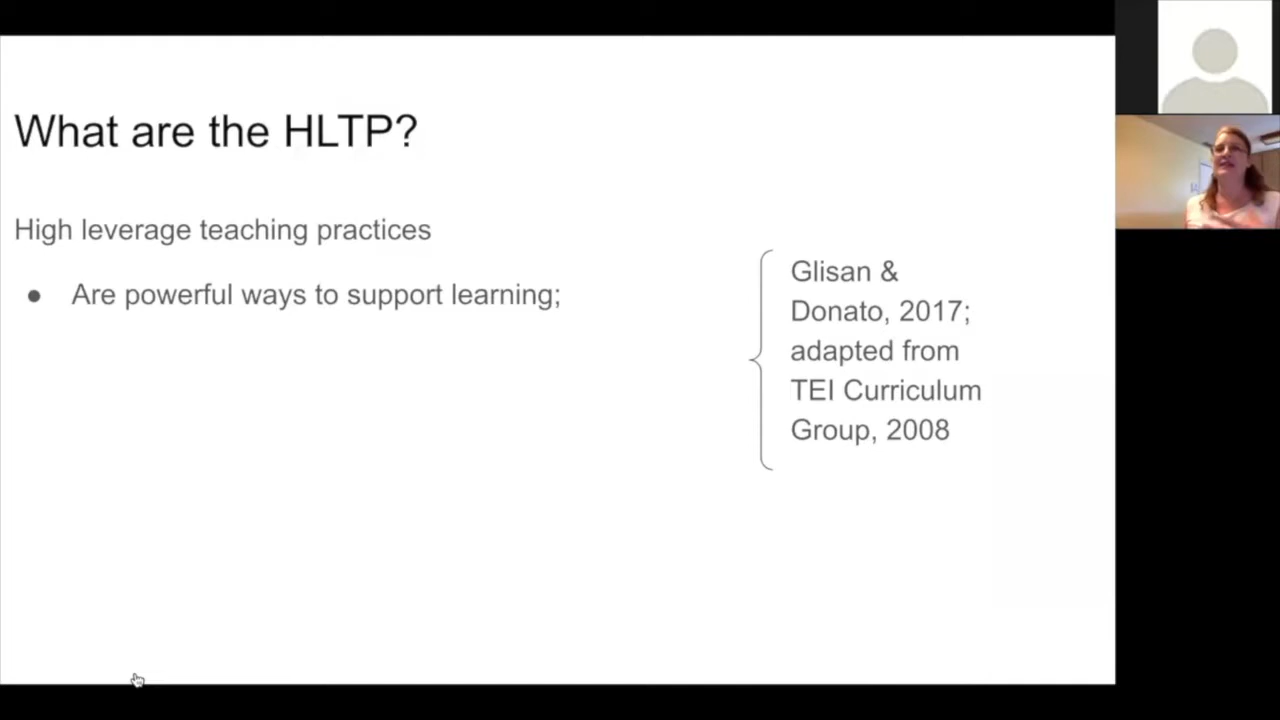 What are the HLTP?
High leverage teaching practices
● Are powerful ways to support learning;
Glisan &
Donato, 2017;
adapted from
TEI Curriculum
Group, 2008